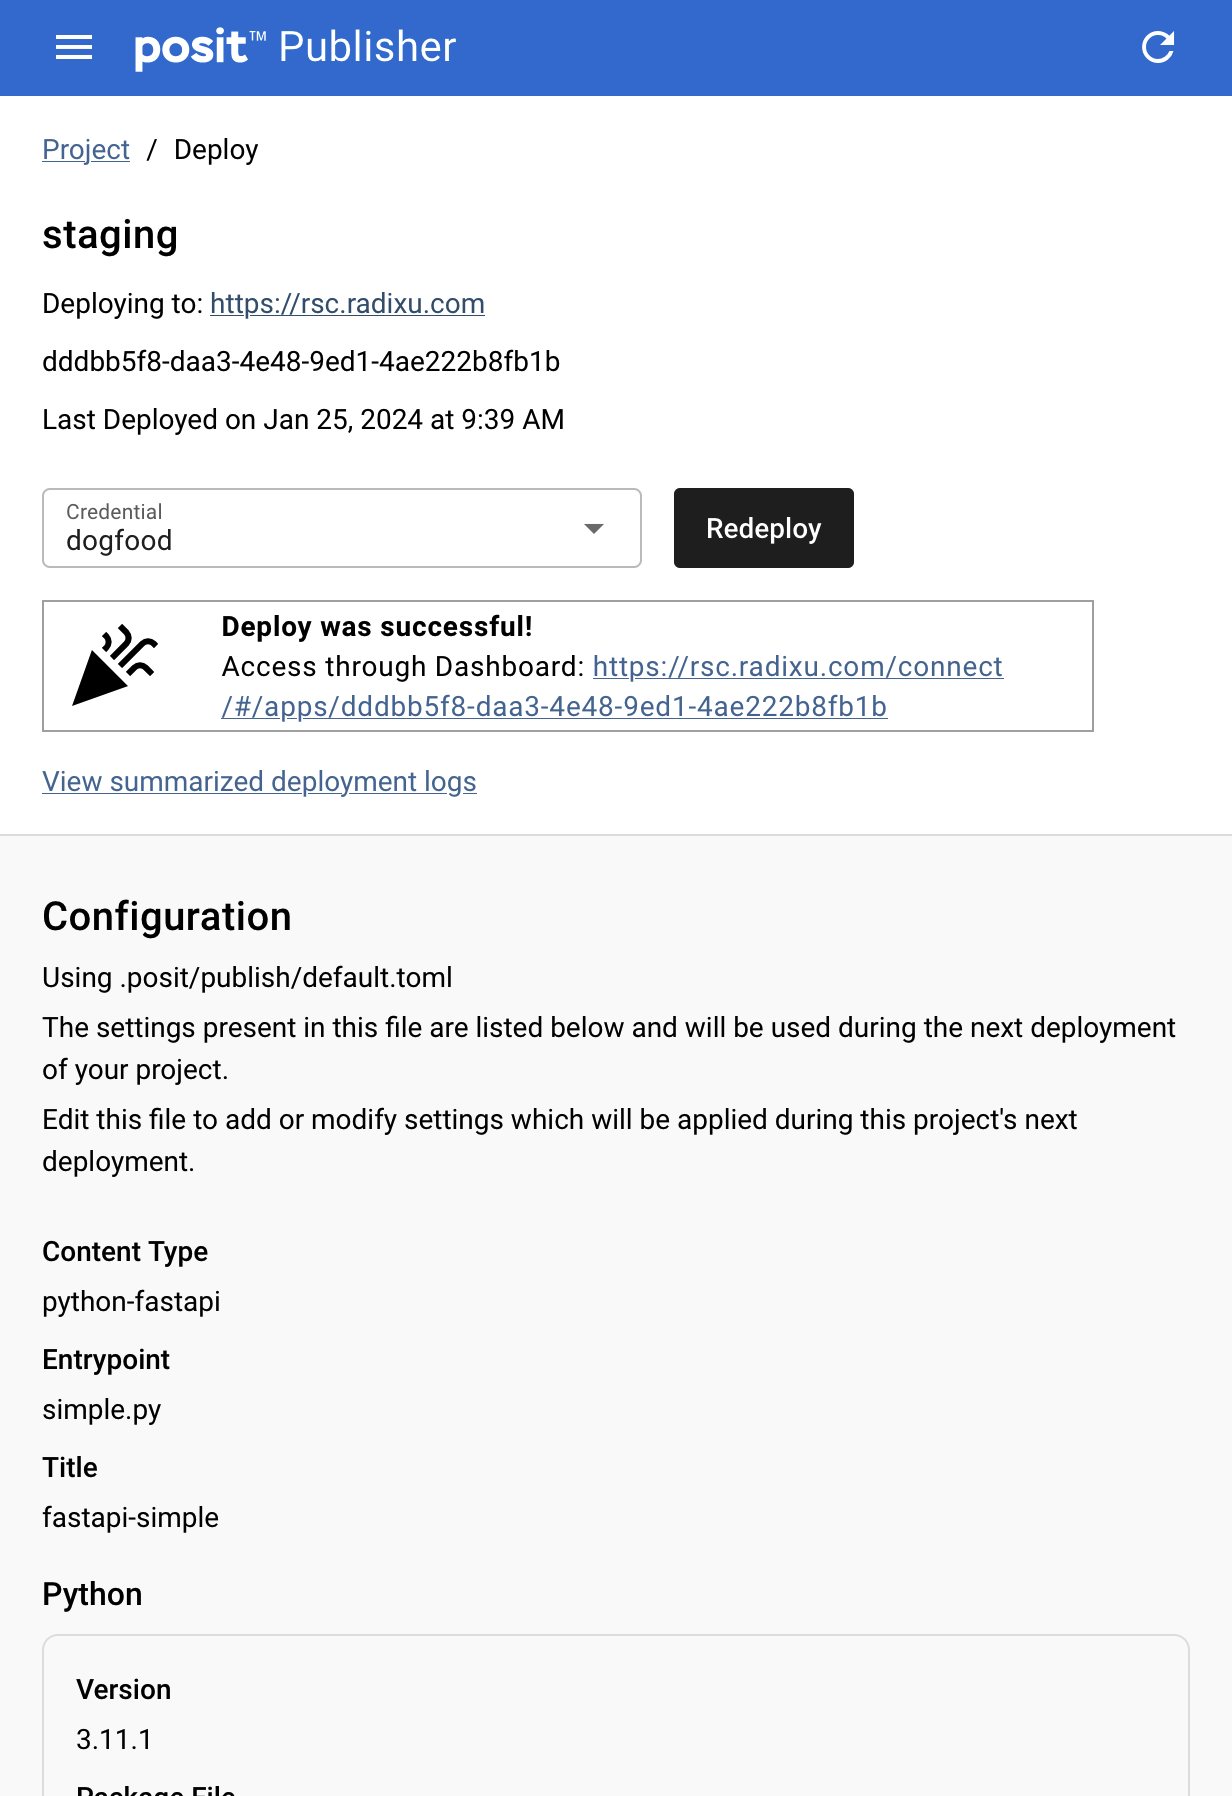 posit™ Publisher
Project / Deploy
staging
Deploying to: https://rsc.radixu.com
dddbb5f8-daa3-4e48-9ed1-4ae222b8fb1b
Last Deployed on Jan 25, 2024 at 9:39 AM
Credential
dogfood
Redeploy
Deploy was successful!
Access through Dashboard: https://rsc.radixu.com/connect
/#/apps/dddbb5f8-daa3-4e48-9ed1-4ae222b8fb1b
View summarized deployment logs
Configuration
Using .posit/publish/default.toml
The settings present in this file are listed below and will be used during the next deployment
of your project.
Edit this file to add or modify settings which will be applied during this project's next
deployment.
Content Type
python-fastapi
Entrypoint
simple.py
Title
fastapi-simple
Python
Version
3.11.1
Package File